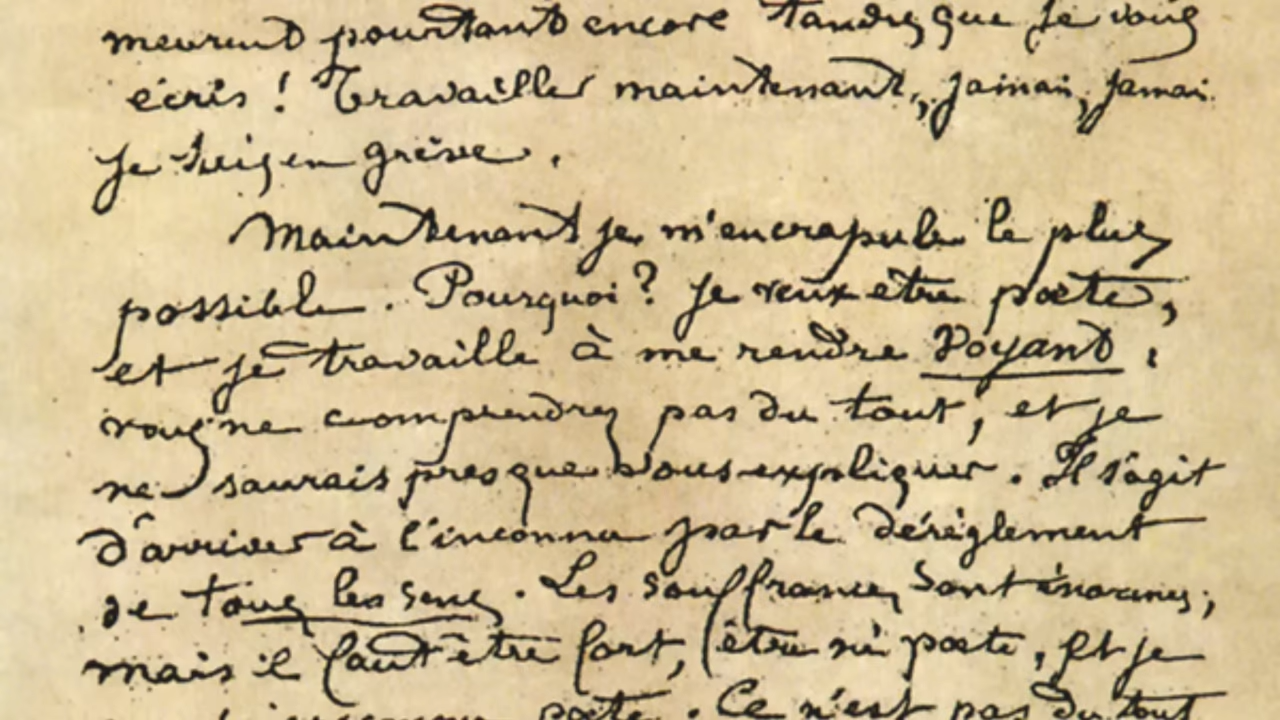 meurent pourtant encore tandis que je vous
écris ! Travailler maintenant, jamais, jamais
je suis en grève.
Maintenant je m'encrapule le plus
possible. Pourquoi? Je veux être poète,
et je travaille à me rendre Voyant :
vous ne comprendrez pas du tout, et je
ne saurais presque vous expliquer. Il s'agit
d'arriver à l'inconnu par le dérèglement
de tous les sens. Les souffrances sont énormes,
mais il faut être fort, être né poète, et je
poète. Ce n'est pas du tout